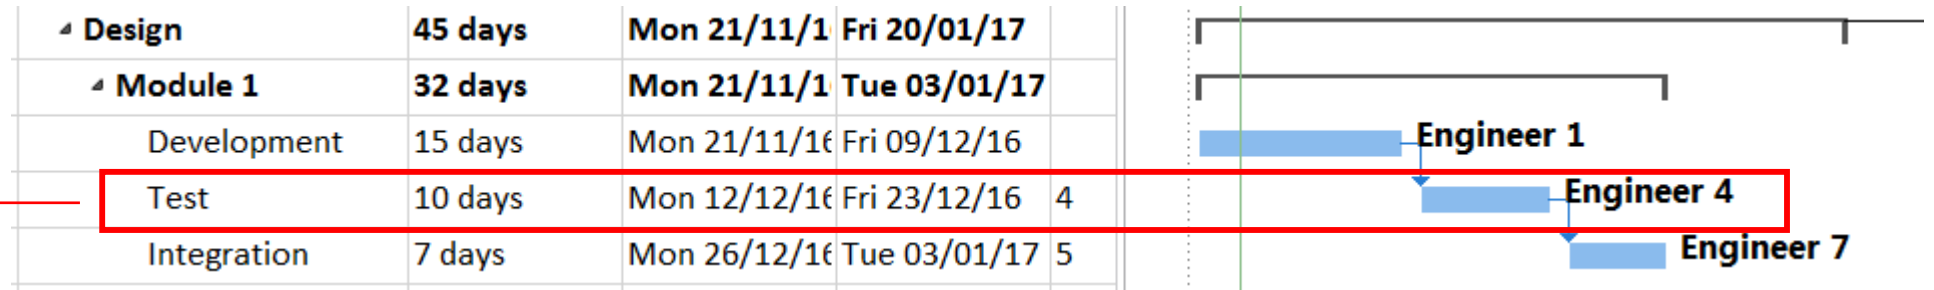 Design 45 days Mon 21/11/1 Fri 20/01/17
Module 1 32 days Mon 21/11/1 Tue 03/01/17
Development 15 days Mon 21/11/16 Fri 09/12/16 Engineer 1
Test 10 days Mon 12/12/16 Fri 23/12/16 4 Engineer 4
Integration 7 days Mon 26/12/16 Tue 03/01/17 5 Engineer 7